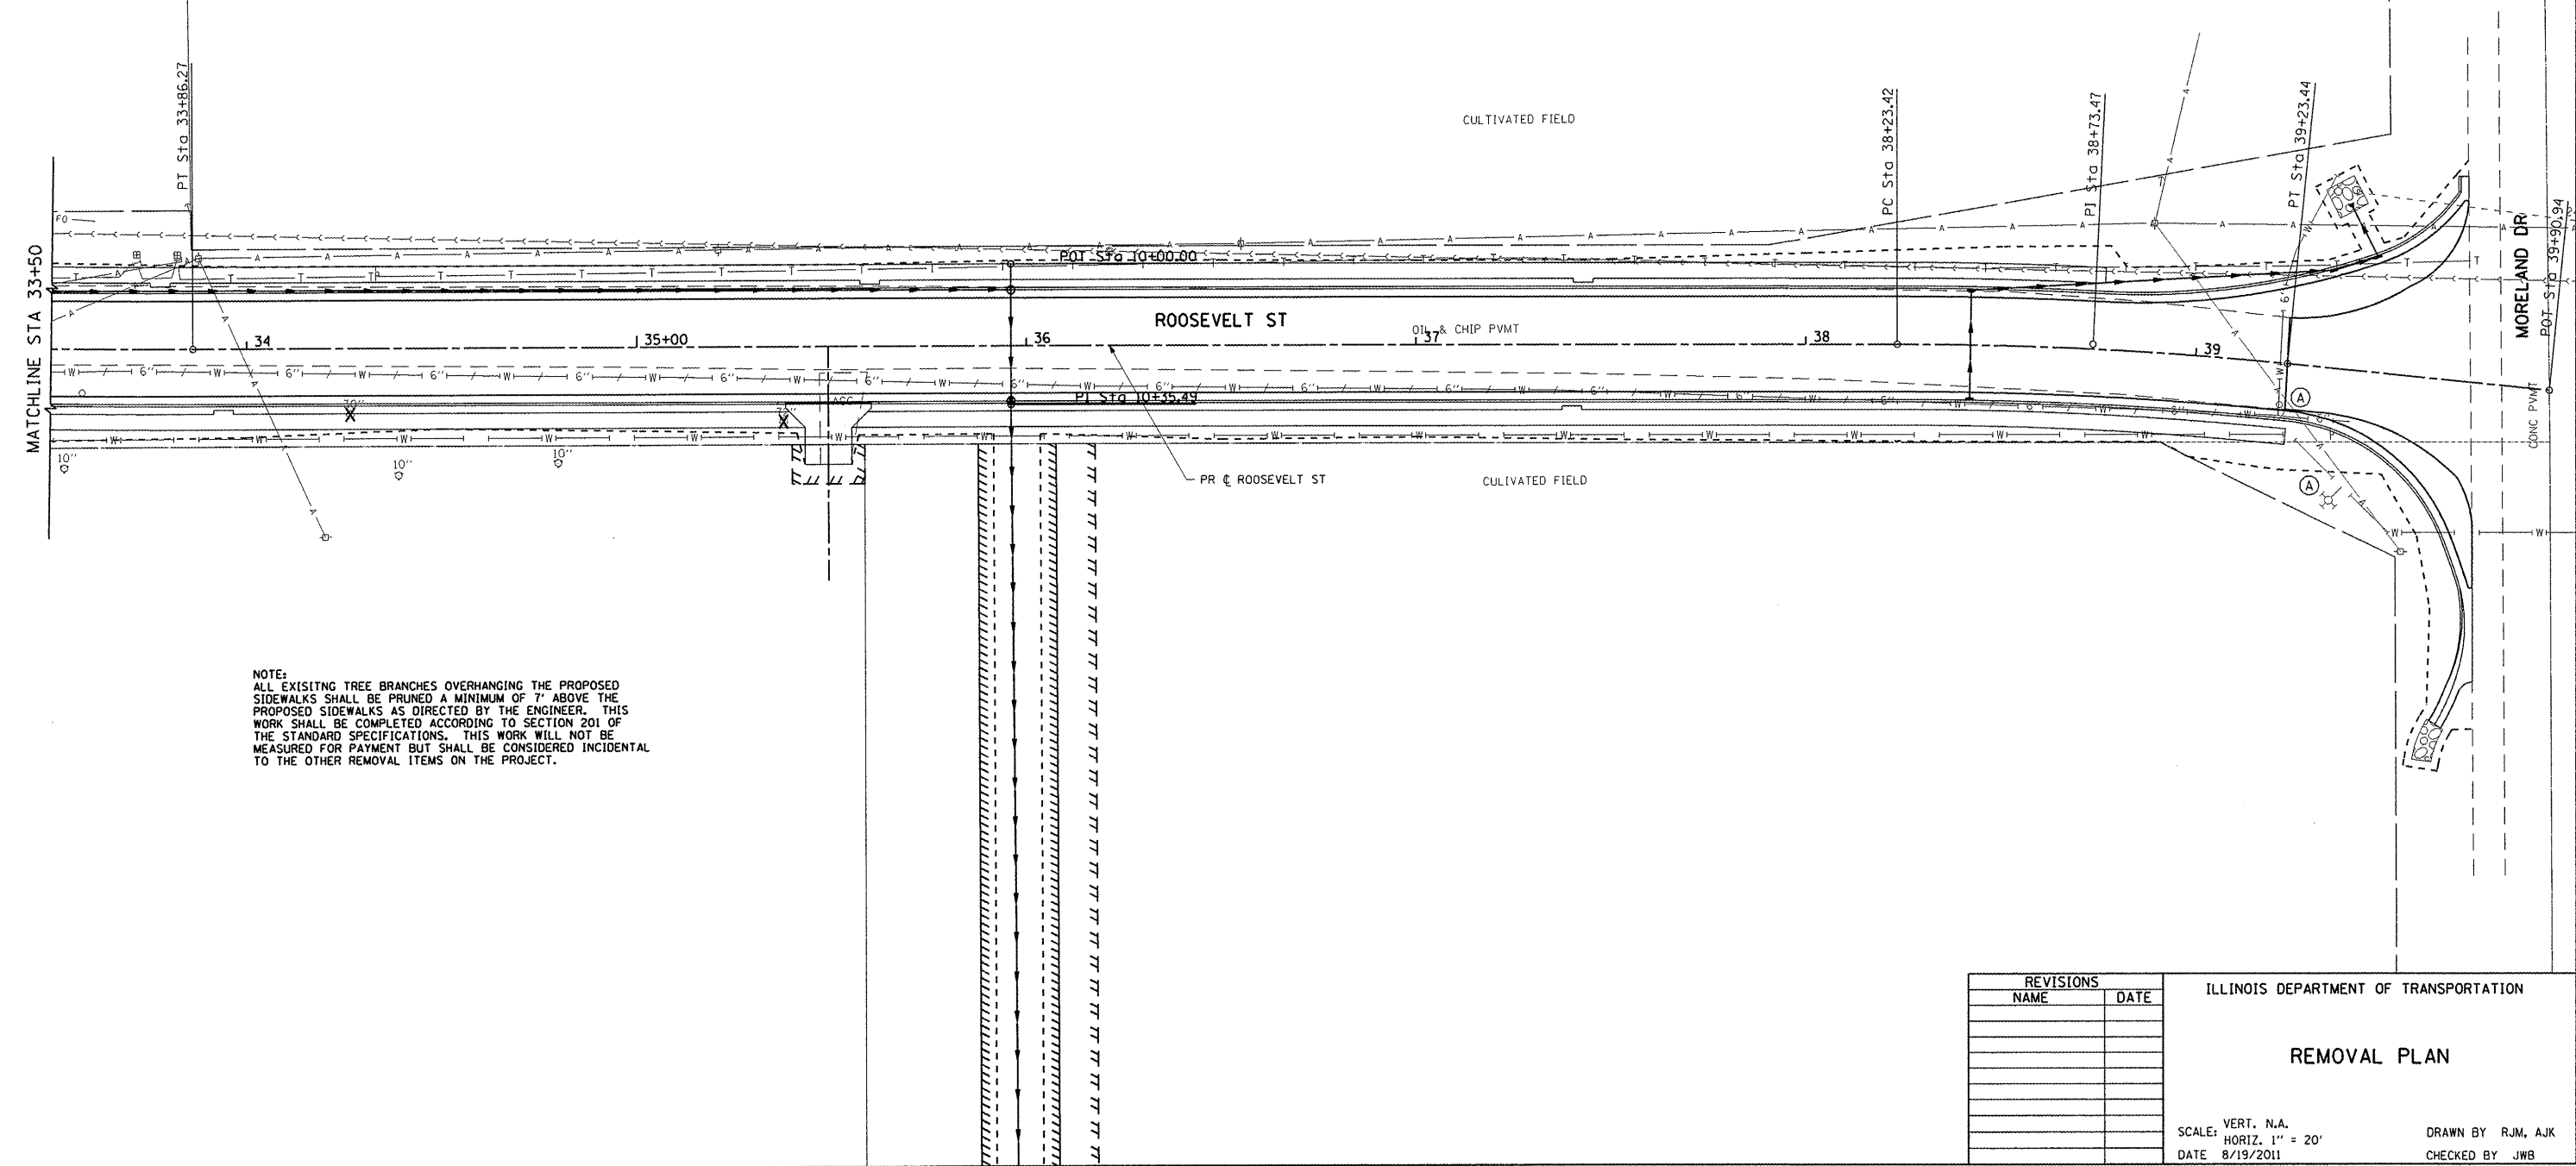 PT Sta 33+86.27
CULTIVATED FIELD
PC Sta 38+23.42
PI Sta 38+73.47
PT Sta 39+23.44
MORELAND DR
POT Sta 39+90.94
FO
MATCHLINE STA 33+50
POT Sta 10+00.00
ROOSEVELT ST
OIL & CHIP PVMT
34
35+00
36
37
38
39
6"
ACC
PI Sta 10+35.49
A
CONC PVMT
10"
10"
10"
PR ℄ ROOSEVELT ST
CULIVATED FIELD
A
NOTE:
ALL EXISITNG TREE BRANCHES OVERHANGING THE PROPOSED
SIDEWALKS SHALL BE PRUNED A MINIMUM OF 7' ABOVE THE
PROPOSED SIDEWALKS AS DIRECTED BY THE ENGINEER. THIS
WORK SHALL BE COMPLETED ACCORDING TO SECTION 201 OF
THE STANDARD SPECIFICATIONS. THIS WORK WILL NOT BE
MEASURED FOR PAYMENT BUT SHALL BE CONSIDERED INCIDENTAL
TO THE OTHER REMOVAL ITEMS ON THE PROJECT.
REVISIONS
NAME DATE
ILLINOIS DEPARTMENT OF TRANSPORTATION
REMOVAL PLAN
SCALE: VERT. N.A.
HORIZ. 1" = 20'
DATE 8/19/2011
DRAWN BY RJM, AJK
CHECKED BY JWB